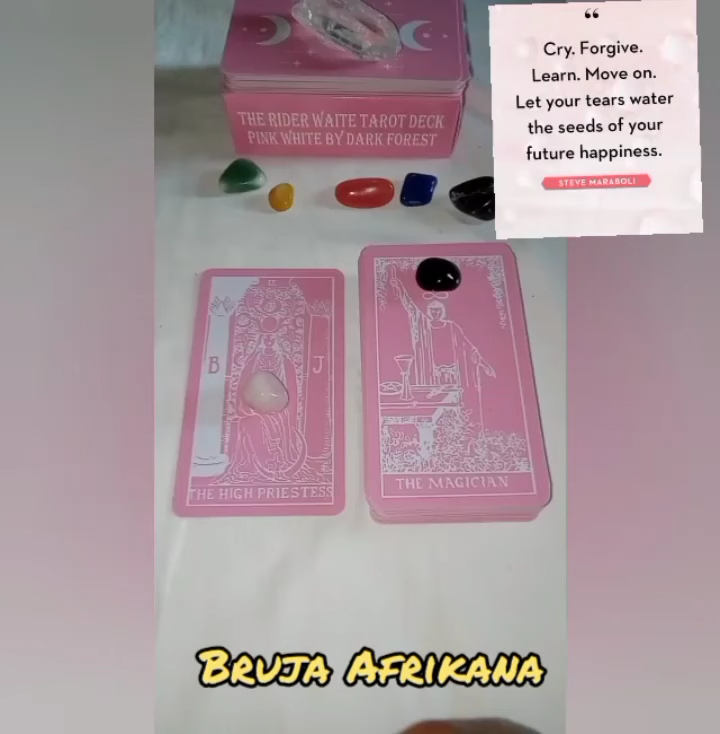 THE RIDER WAITE TAROT DECK
PINK WHITE BY DARK FOREST
“
Cry. Forgive.
Learn. Move on.
Let your tears water
the seeds of your
future happiness.
STEVE MARABOLI
II
B J
THE HIGH PRIESTESS
THE MAGICIAN
BRUJA AFRIKANA